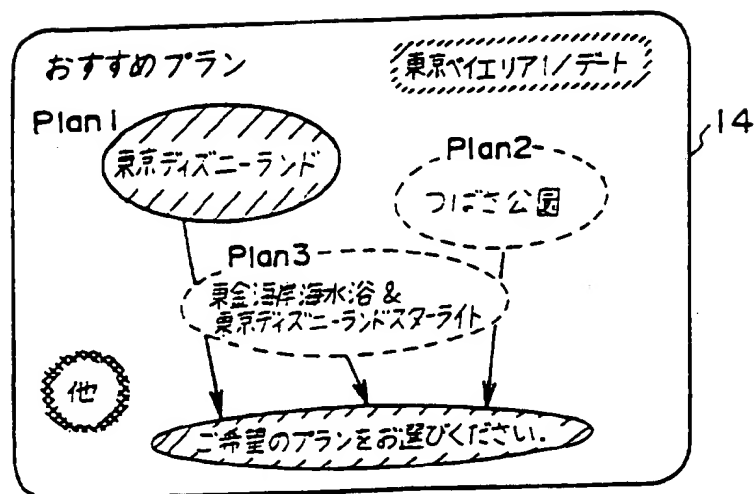 おすすめプラン
東京ベイエリア1/デート
14
Plan1
東京ディズニーランド
Plan2
つばさ公園
Plan3
東金海岸海水浴&
東京ディズニーランドスターライト
他
ご希望のプランをお選びください.